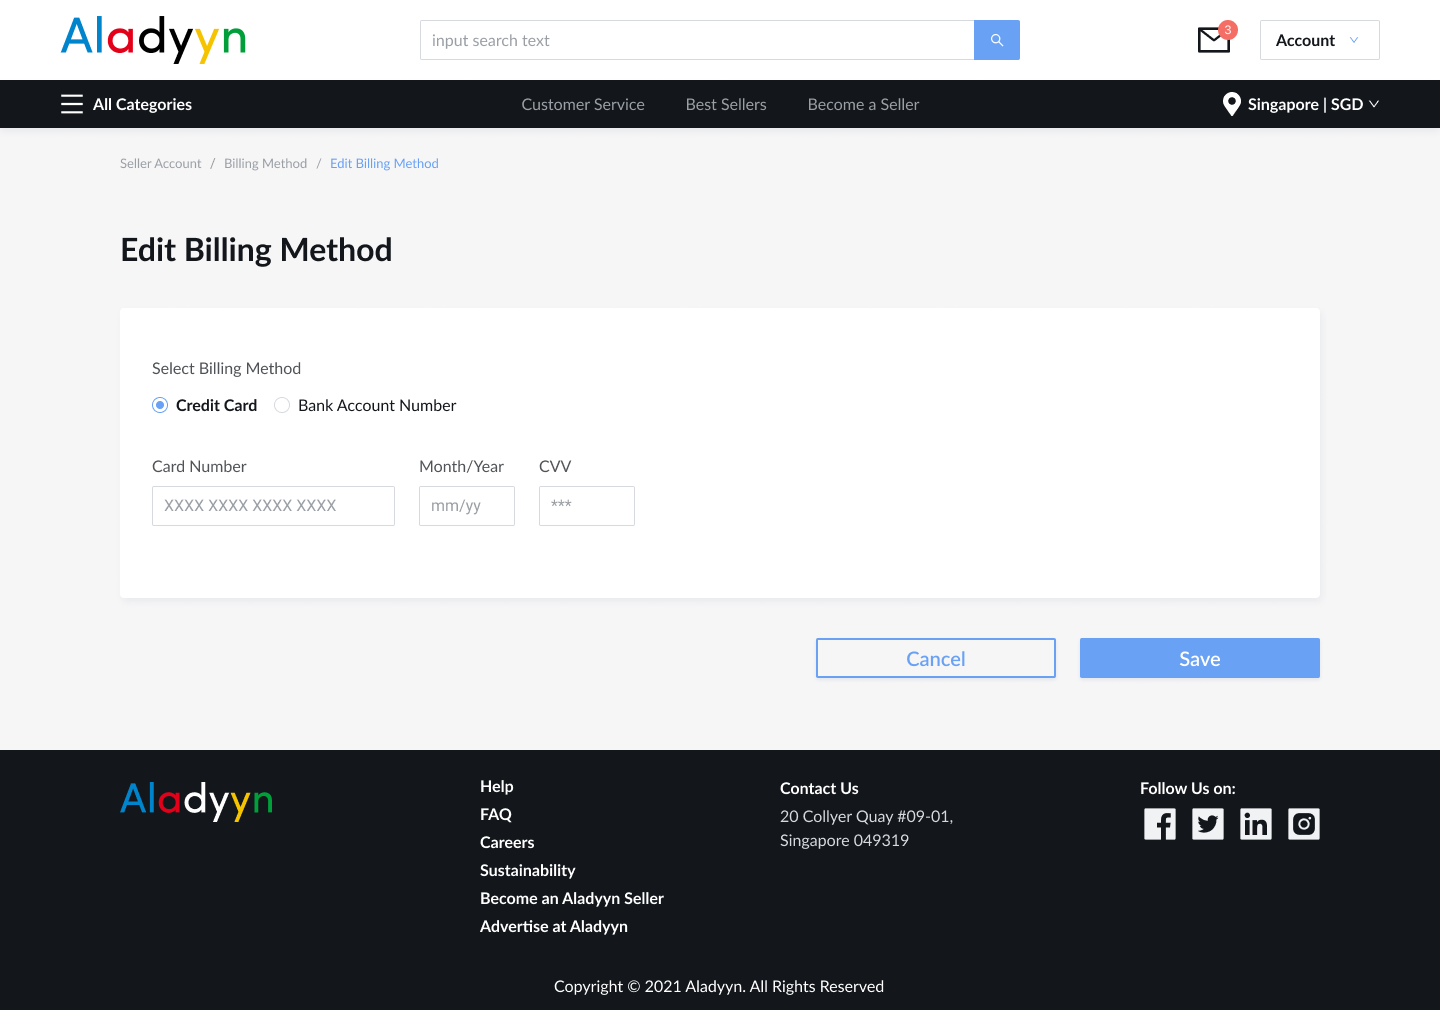 Aladyyn
input search text
3
Account
All Categories
Customer Service
Best Sellers
Become a Seller
Singapore | SGD
Seller Account / Billing Method / Edit Billing Method
Edit Billing Method
Select Billing Method
Credit Card
Bank Account Number
Card Number
Month/Year
CVV
XXXX XXXX XXXX XXXX
mm/yy
***
Cancel
Save
Aladyyn
Help
FAQ
Careers
Sustainability
Become an Aladyyn Seller
Advertise at Aladyyn
Contact Us
20 Collyer Quay #09-01,
Singapore 049319
Follow Us on:
Copyright © 2021 Aladyyn. All Rights Reserved